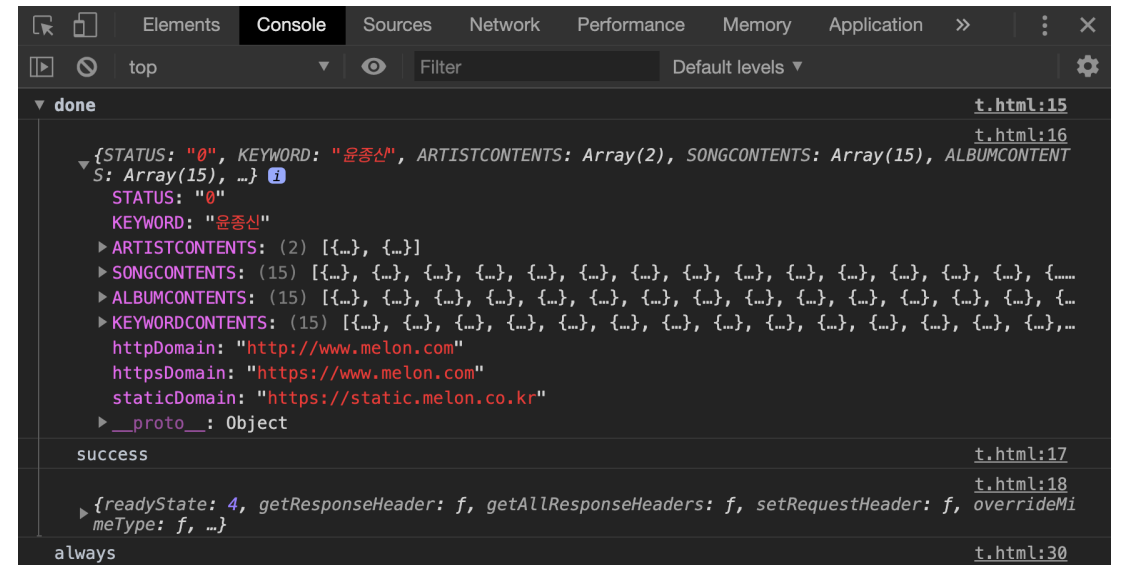 Elements Console Sources Network Performance Memory Application »
top ▼ Filter Default levels ▼
▼ done t.html:15
t.html:16
▼ {STATUS: "0", KEYWORD: "윤종신", ARTISTCONTENTS: Array(2), SONGCONTENTS: Array(15), ALBUMCONTENT
S: Array(15), …} i
STATUS: "0"
KEYWORD: "윤종신"
▶ ARTISTCONTENTS: (2) [{…}, {…}]
▶ SONGCONTENTS: (15) [{…}, {…}, {…}, {…}, {…}, {…}, {…}, {…}, {…}, {…}, {…}, {…}, {…}, {…}, {……
▶ ALBUMCONTENTS: (15) [{…}, {…}, {…}, {…}, {…}, {…}, {…}, {…}, {…}, {…}, {…}, {…}, {…}, {…}, {…
▶ KEYWORDCONTENTS: (15) [{…}, {…}, {…}, {…}, {…}, {…}, {…}, {…}, {…}, {…}, {…}, {…}, {…}, {…},…
httpDomain: "http://www.melon.com"
httpsDomain: "https://www.melon.com"
staticDomain: "https://static.melon.co.kr"
▶ __proto__: Object
success t.html:17
t.html:18
▶ {readyState: 4, getResponseHeader: ƒ, getAllResponseHeaders: ƒ, setRequestHeader: ƒ, overrideMi
meType: ƒ, …}
always t.html:30